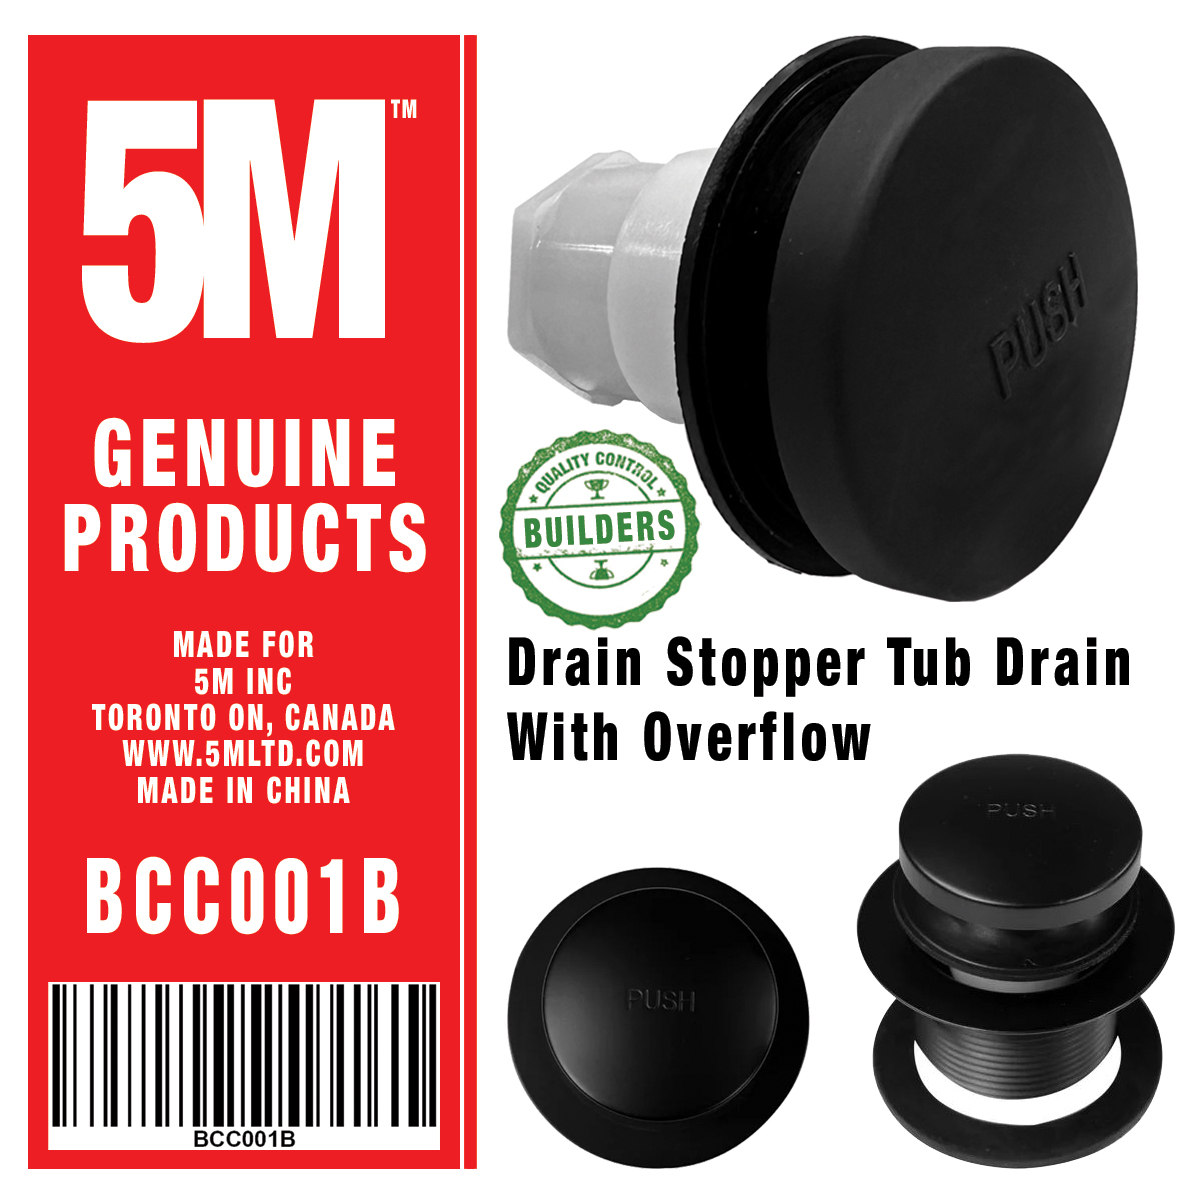 5M™
GENUINE
PRODUCTS
MADE FOR
5M INC
TORONTO ON, CANADA
WWW.5MLTD.COM
MADE IN CHINA
BCC001B
BCC001B
PUSH
QUALITY CONTROL
BUILDERS
Drain Stopper Tub Drain
With Overflow
PUSH
PUSH